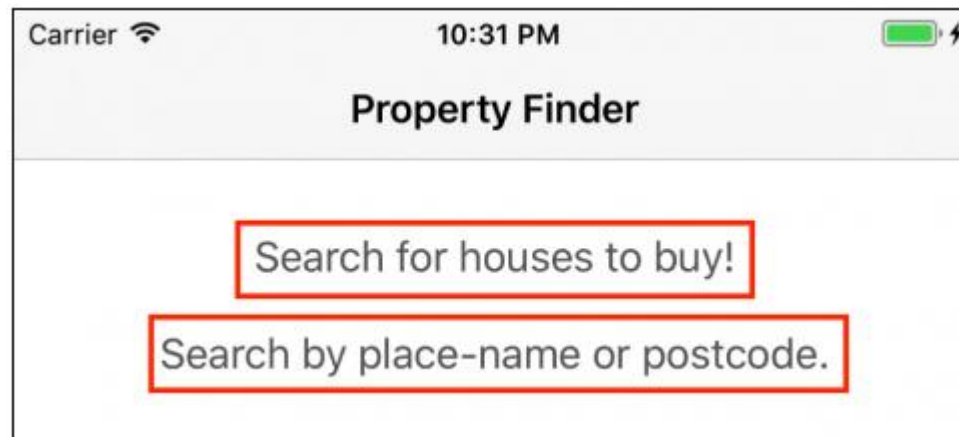 Carrier 10:31 PM
Property Finder
Search for houses to buy!
Search by place-name or postcode.